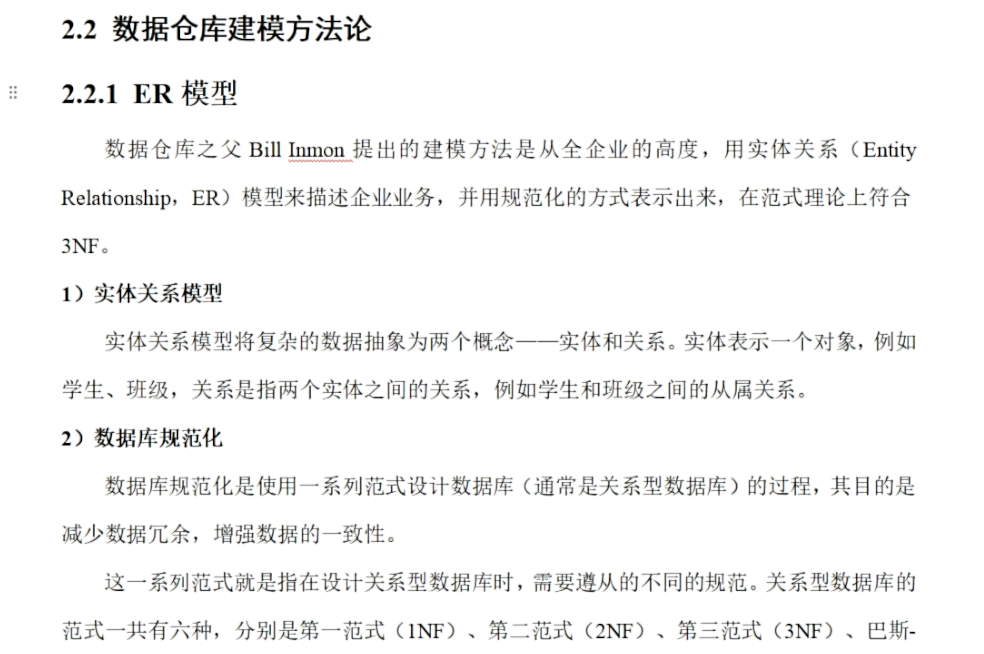 2.2 数据仓库建模方法论
2.2.1 ER 模型
数据仓库之父 Bill Inmon 提出的建模方法是从全企业的高度，用实体关系（Entity
Relationship，ER）模型来描述企业业务，并用规范化的方式表示出来，在范式理论上符合
3NF。
1）实体关系模型
实体关系模型将复杂的数据抽象为两个概念——实体和关系。实体表示一个对象，例如
学生、班级，关系是指两个实体之间的关系，例如学生和班级之间的从属关系。
2）数据库规范化
数据库规范化是使用一系列范式设计数据库（通常是关系型数据库）的过程，其目的是
减少数据冗余，增强数据的一致性。
这一系列范式就是指在设计关系型数据库时，需要遵从的不同的规范。关系型数据库的
范式一共有六种，分别是第一范式（1NF）、第二范式（2NF）、第三范式（3NF）、巴斯-